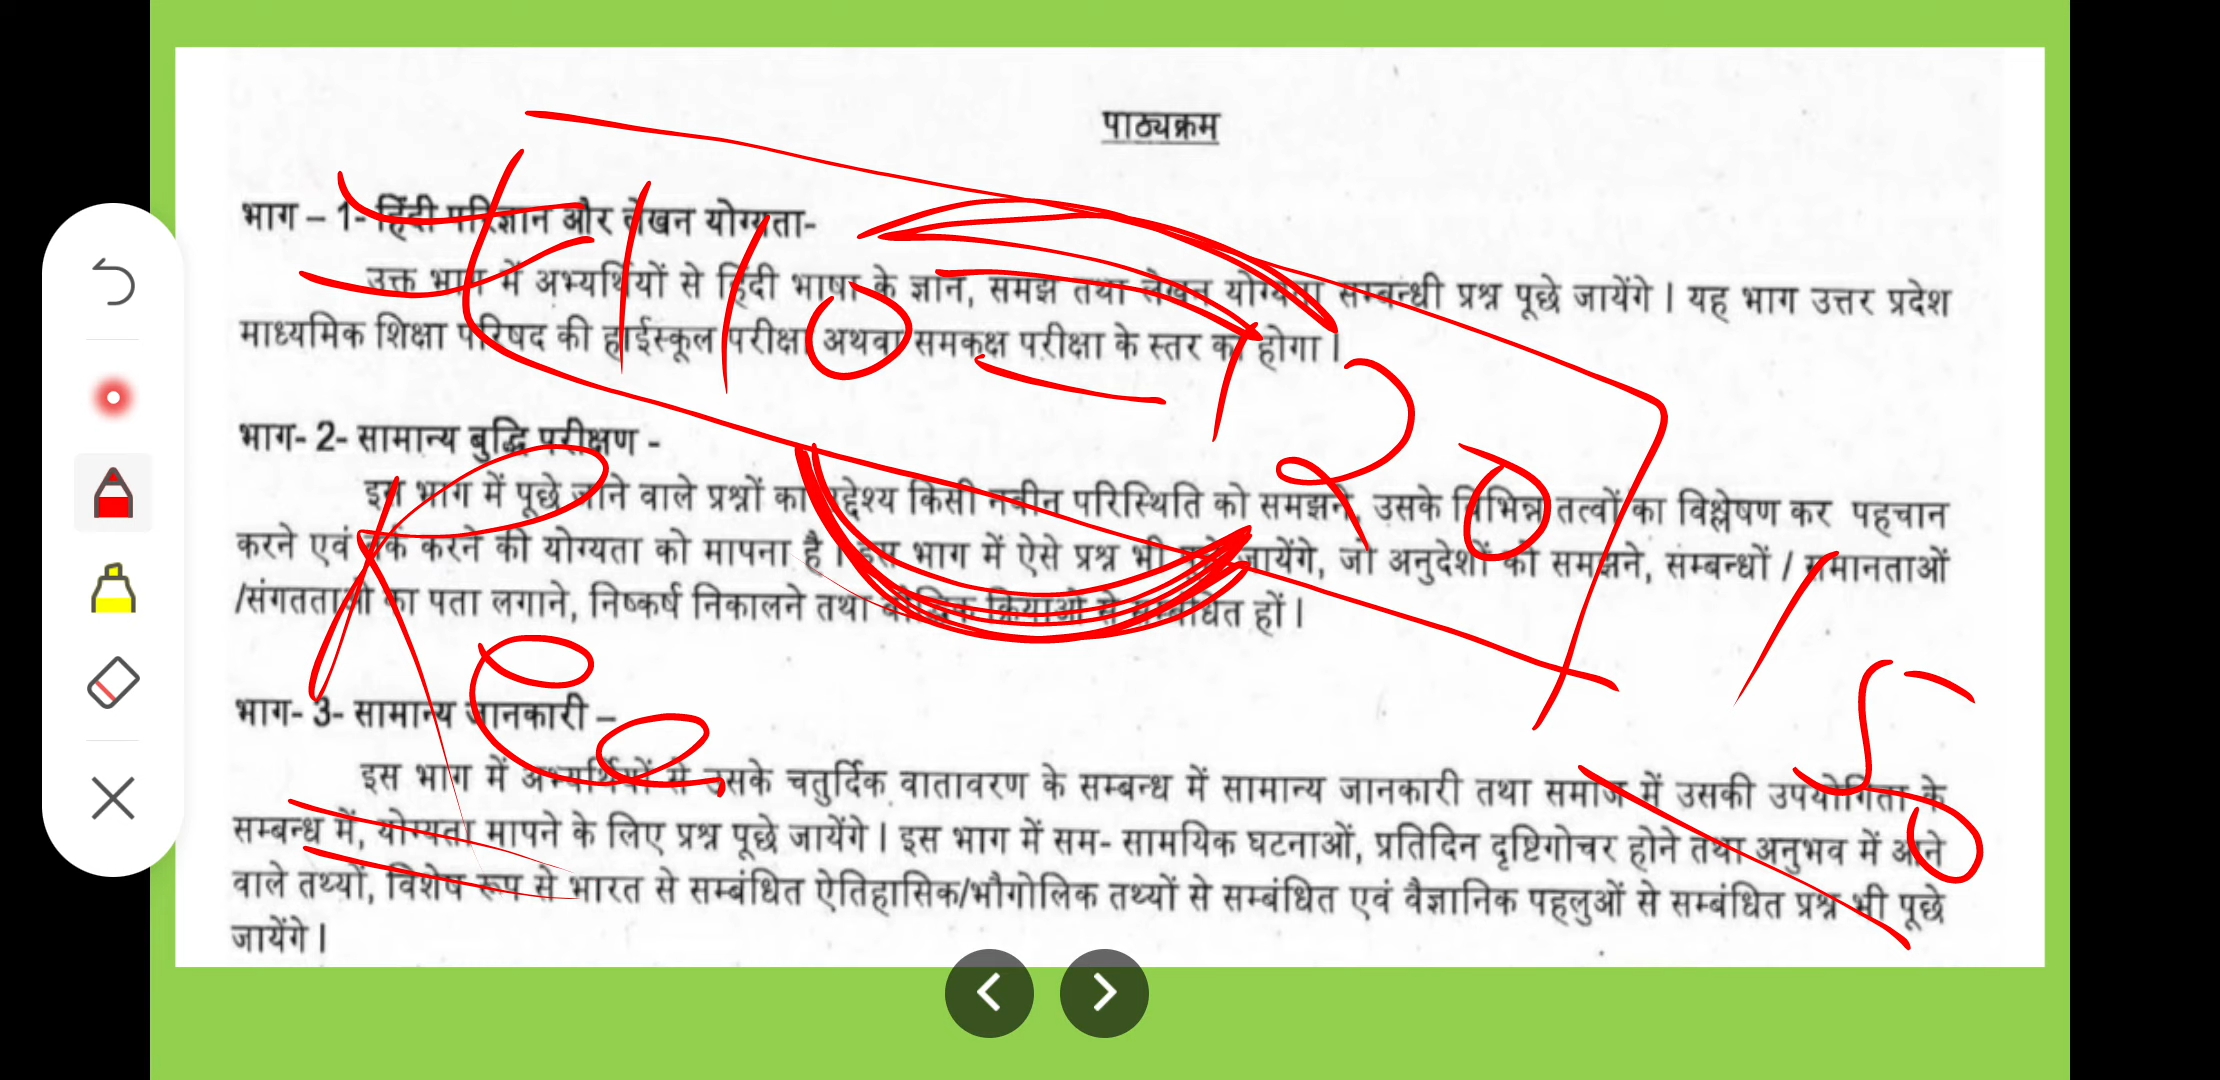 पाठ्यक्रम
भाग – 1- हिंदी परिज्ञान और लेखन योग्यता-
उक्त भाग में अभ्यर्थियों से हिंदी भाषा के ज्ञान, समझ तथा लेखन योग्यता सम्बन्धी प्रश्न पूछे जायेंगे । यह भाग उत्तर प्रदेश
माध्यमिक शिक्षा परिषद की हाईस्कूल परीक्षा अथवा समकक्ष परीक्षा के स्तर का होगा ।
भाग- 2- सामान्य बुद्धि परीक्षण -
इस भाग में पूछे जाने वाले प्रश्नों का उद्देश्य किसी नवीन परिस्थिति को समझने, उसके विभिन्न तत्वों का विश्लेषण कर पहचान
करने एवं तर्क करने की योग्यता को मापना है । इस भाग में ऐसे प्रश्न भी जायेंगे, जो अनुदेशों को समझने, सम्बन्धों / समानताओं
/संगतताओं का पता लगाने, निष्कर्ष निकालने तथा बौद्धिक क्रियाओं से सम्बंधित हों ।
भाग- 3- सामान्य जानकारी –
इस भाग में अभ्यर्थियों से उसके चतुर्दिक वातावरण के सम्बन्ध में सामान्य जानकारी तथा समाज में उसकी उपयोगिता के
सम्बन्ध में, योग्यता मापने के लिए प्रश्न पूछे जायेंगे । इस भाग में सम- सामयिक घटनाओं, प्रतिदिन दृष्टिगोचर होने तथा अनुभव में आने
वाले तथ्यों, विशेष रूप से भारत से सम्बंधित ऐतिहासिक/भौगोलिक तथ्यों से सम्बंधित एवं वैज्ञानिक पहलुओं से सम्बंधित प्रश्न भी पूछे
जायेंगे ।